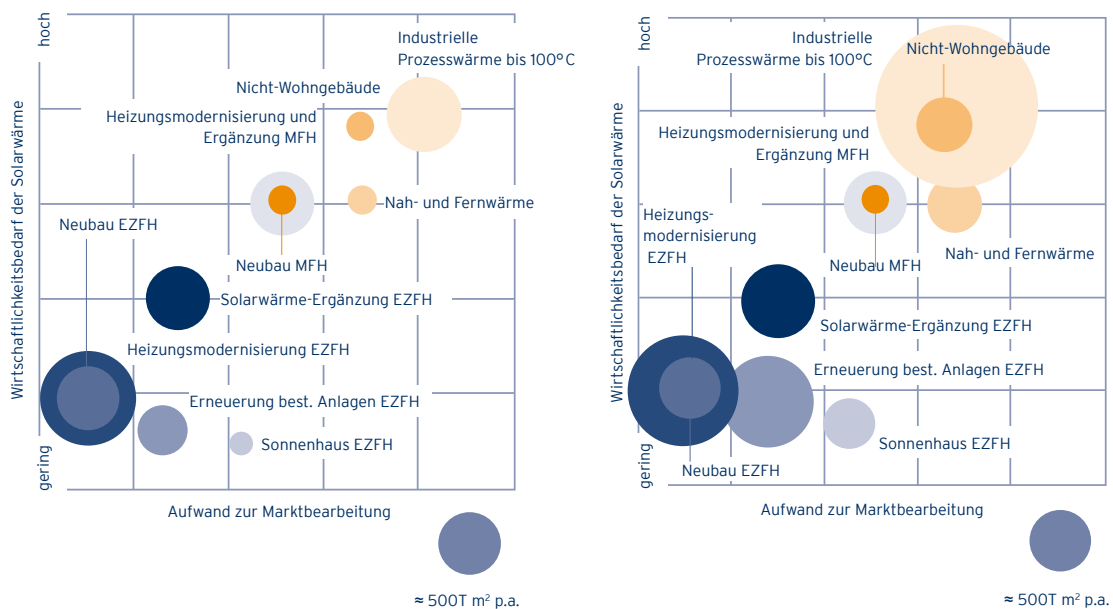 hoch
Wirtschaftlichkeitsbedarf der Solarwärme
gering
Industrielle
Prozesswärme bis 100°C
Nicht-Wohngebäude
Heizungsmodernisierung und
Ergänzung MFH
Nah- und Fernwärme
Neubau EZFH
Neubau MFH
Solarwärme-Ergänzung EZFH
Heizungsmodernisierung EZFH
Erneuerung best. Anlagen EZFH
Sonnenhaus EZFH
Aufwand zur Marktbearbeitung
≈ 500T m² p.a.
hoch
Wirtschaftlichkeitsbedarf der Solarwärme
gering
Industrielle
Prozesswärme bis 100°C
Nicht-Wohngebäude
Heizungsmodernisierung und
Ergänzung MFH
Heizungs-
modernisierung
EZFH
Neubau MFH
Nah- und Fernwärme
Solarwärme-Ergänzung EZFH
Erneuerung best. Anlagen EZFH
Sonnenhaus EZFH
Neubau EZFH
Aufwand zur Marktbearbeitung
≈ 500T m² p.a.